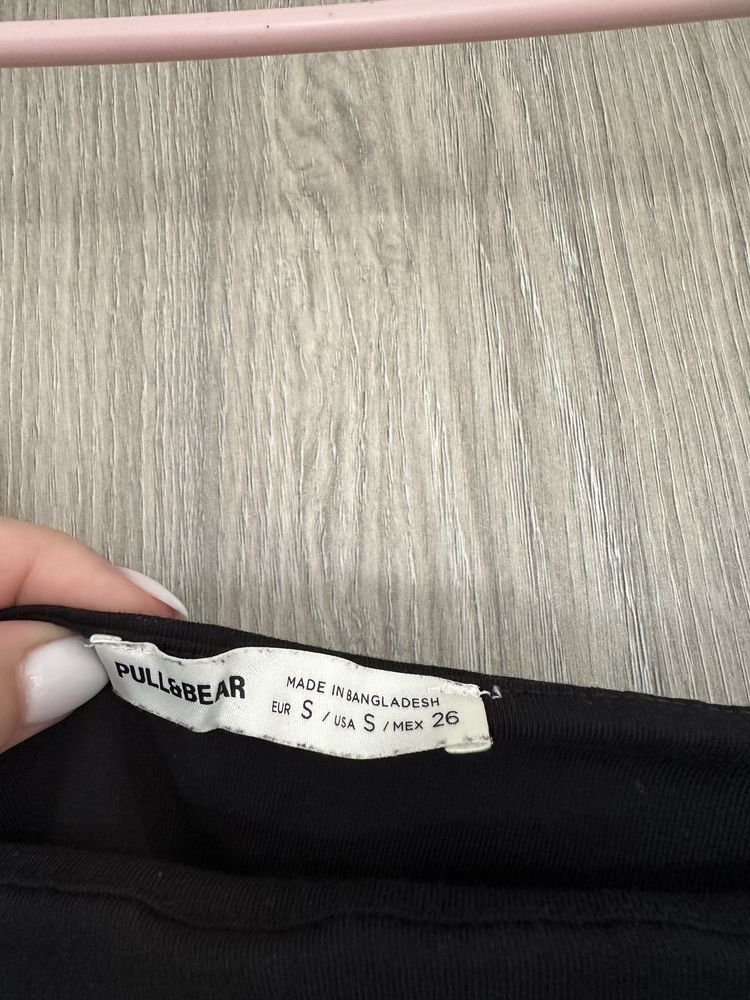 PULL&BEAR
MADE IN BANGLADESH
EUR S / USA S / MEX 26